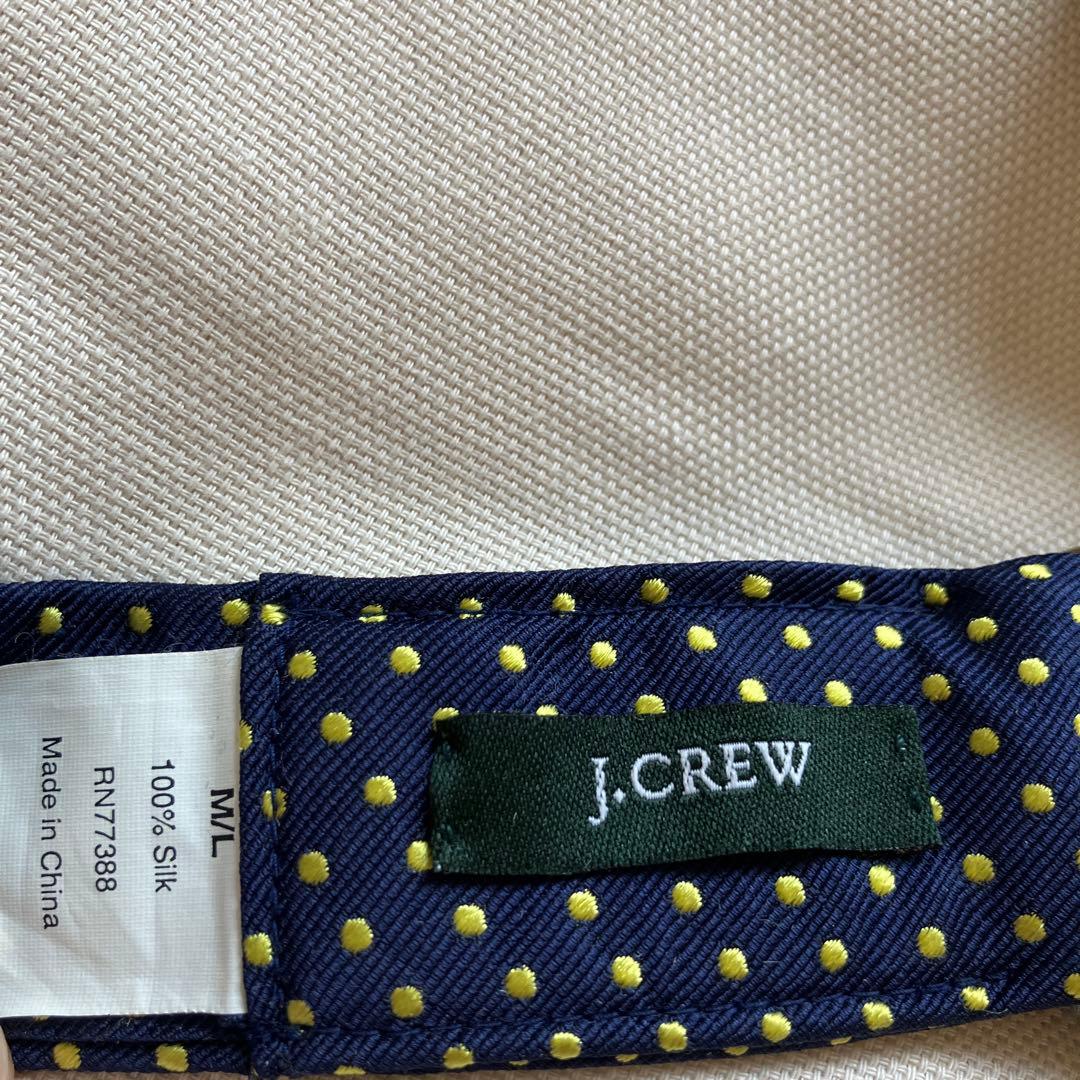 M/L
100% Silk
RN77388
Made in China
J.CREW